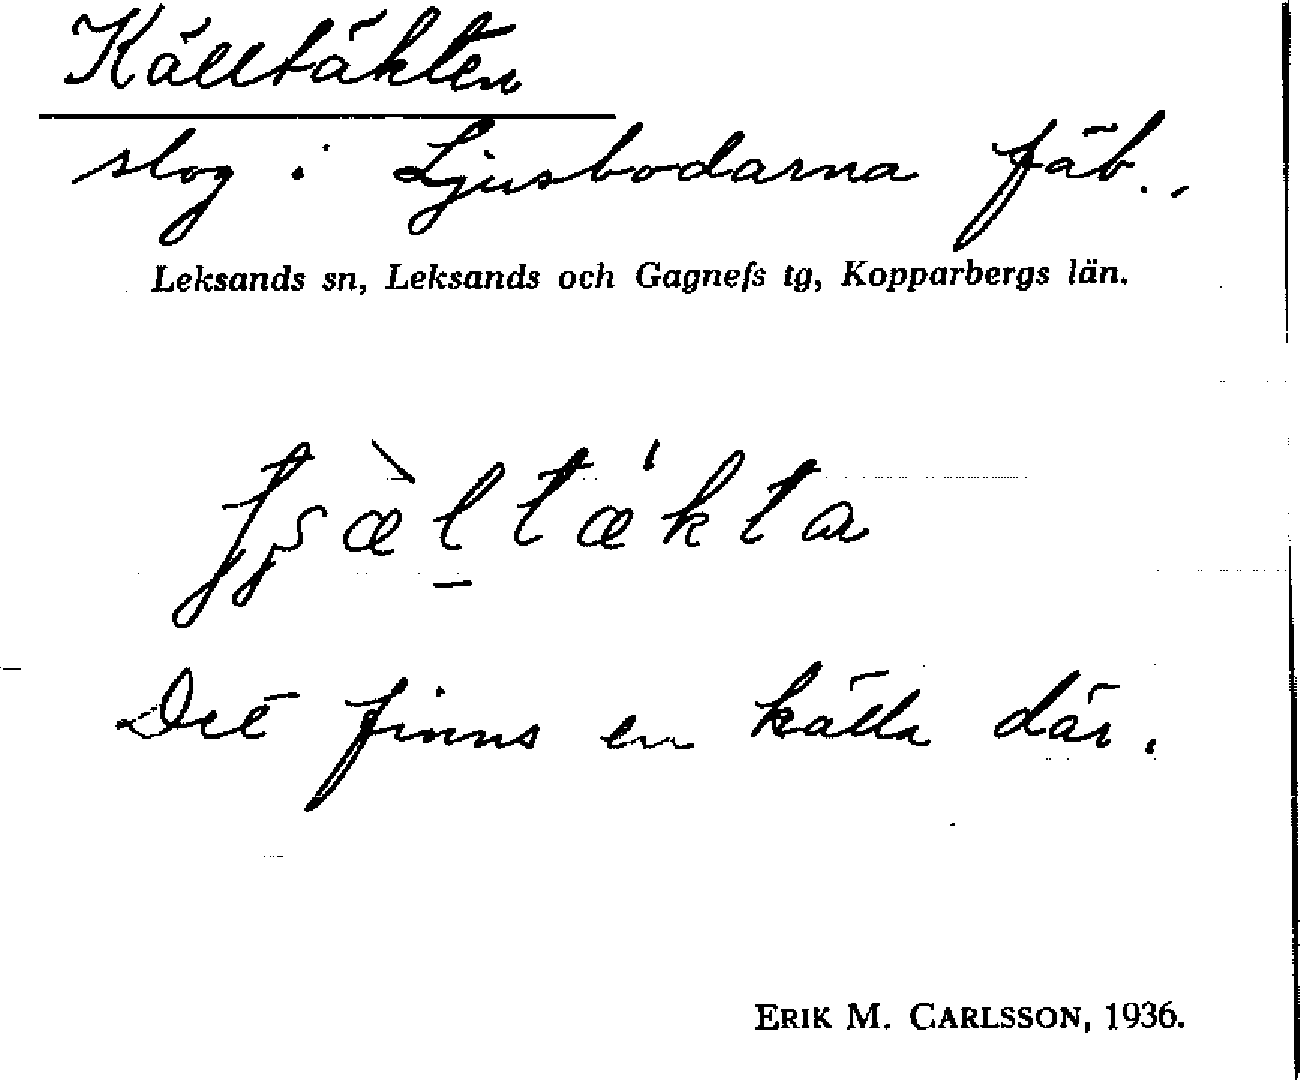 Källtäkten
slog i Ljusbodarna fäb.,
Leksands sn, Leksands och Gagnefs tg, Kopparbergs län.
Det finns en källa där.
ERIK M. CARLSSON, 1936.